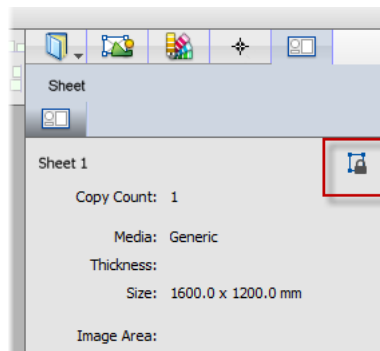 Sheet
Sheet 1
Copy Count: 1
Media: Generic
Thickness:
Size: 1600.0 x 1200.0 mm
Image Area: